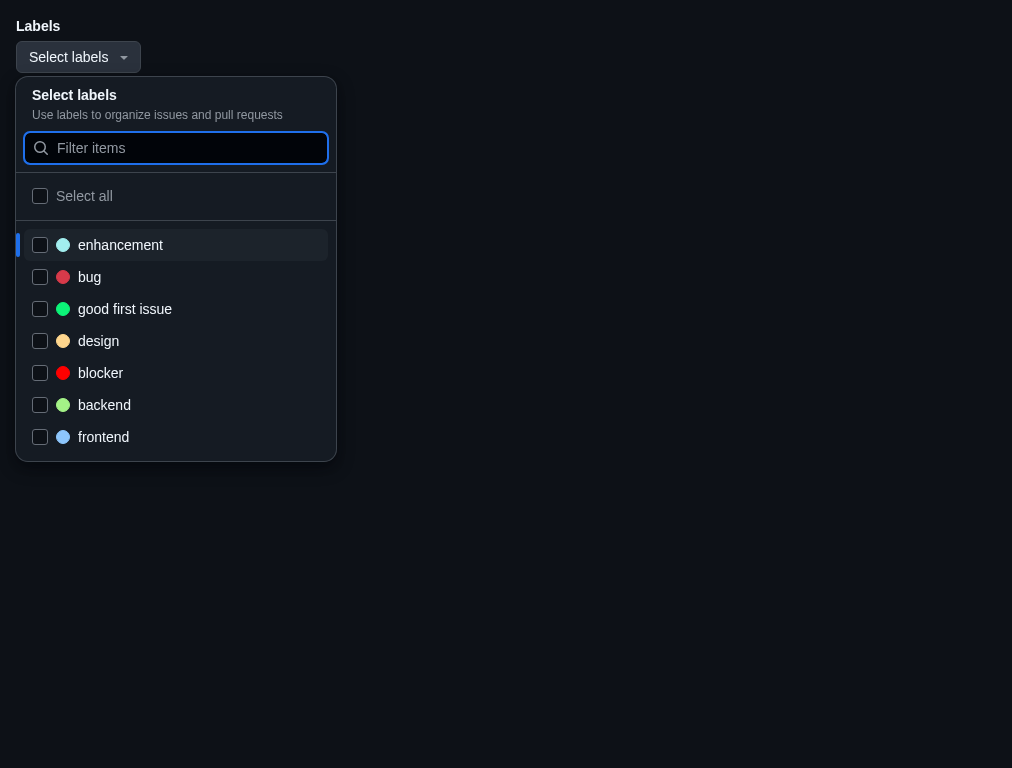 Labels
Select labels
Select labels
Use labels to organize issues and pull requests
Filter items
Select all
enhancement
bug
good first issue
design
blocker
backend
frontend